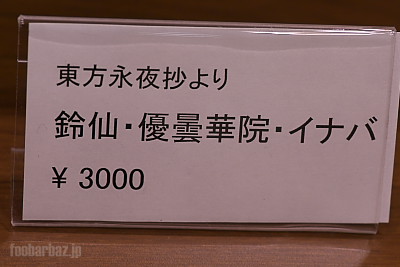 東方永夜抄より
鈴仙・優曇華院・イナバ
¥ 3000
foobarbaz.jp